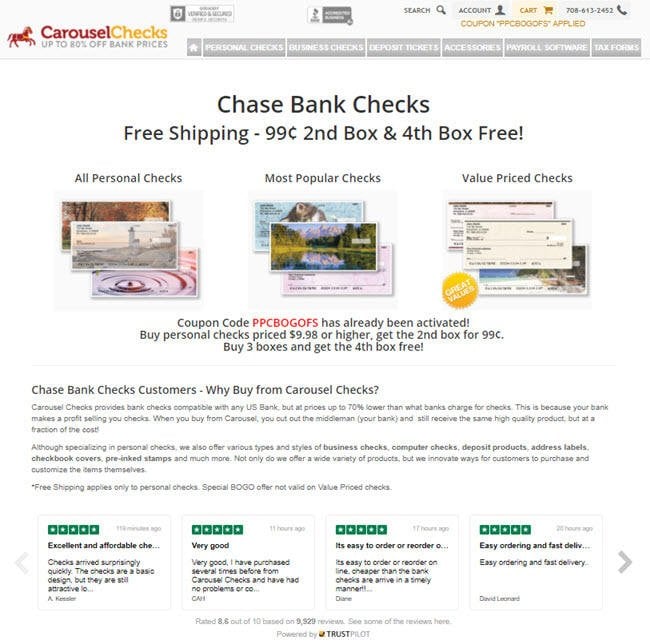 GODADDY
VERIFIED & SECURED
VERIFY SECURITY
BBB
ACCREDITED
BUSINESS
SEARCH
ACCOUNT
CART
708-613-2452
COUPON "PPCBOGOFS" APPLIED
CarouselChecks
UP TO 80% OFF BANK PRICES
PERSONAL CHECKS
BUSINESS CHECKS
DEPOSIT TICKETS
ACCESSORIES
PAYROLL SOFTWARE
TAX FORMS
Chase Bank Checks
Free Shipping - 99¢ 2nd Box & 4th Box Free!
All Personal Checks
Most Popular Checks
Value Priced Checks
GREAT
VALUES
Coupon Code PPCBOGOFS has already been activated!
Buy personal checks priced $9.98 or higher, get the 2nd box for 99¢.
Buy 3 boxes and get the 4th box free!
Chase Bank Checks Customers - Why Buy from Carousel Checks?
Carousel Checks provides bank checks compatible with any US Bank, but at prices up to 70% lower than what banks charge for checks. This is because your bank
makes a profit selling you checks. When you buy from Carousel, you cut out the middleman (your bank) and still receive the same high quality product, but at a
fraction of the cost!
Although specializing in personal checks, we also offer various types and styles of business checks, computer checks, deposit products, address labels,
checkbook covers, pre-inked stamps and much more. Not only do we offer a wide variety of products, but we innovate ways for customers to purchase and
customize the items themselves.
*Free Shipping applies only to personal checks. Special BOGO offer not valid on Value Priced checks.
119 minutes ago
Excellent and affordable che...
Checks arrived surprisingly
quickly. The checks are a basic
design, but they are still
attractive lo...
A. Kessler
11 hours ago
Very good
Very good, I have purchased
several times before from
Carousel Checks and have had
no problems or co...
CAH
17 hours ago
Its easy to order or reorder o...
Its easy to order or reorder on
line, cheaper than the bank
checks are arrive in a timely
manner!!...
Diane
20 hours ago
Easy ordering and fast deliv...
Easy ordering and fast delivery..
David Leonard
Rated 8.6 out of 10 based on 9,929 reviews. See some of the reviews here.
Powered by TRUSTPILOT